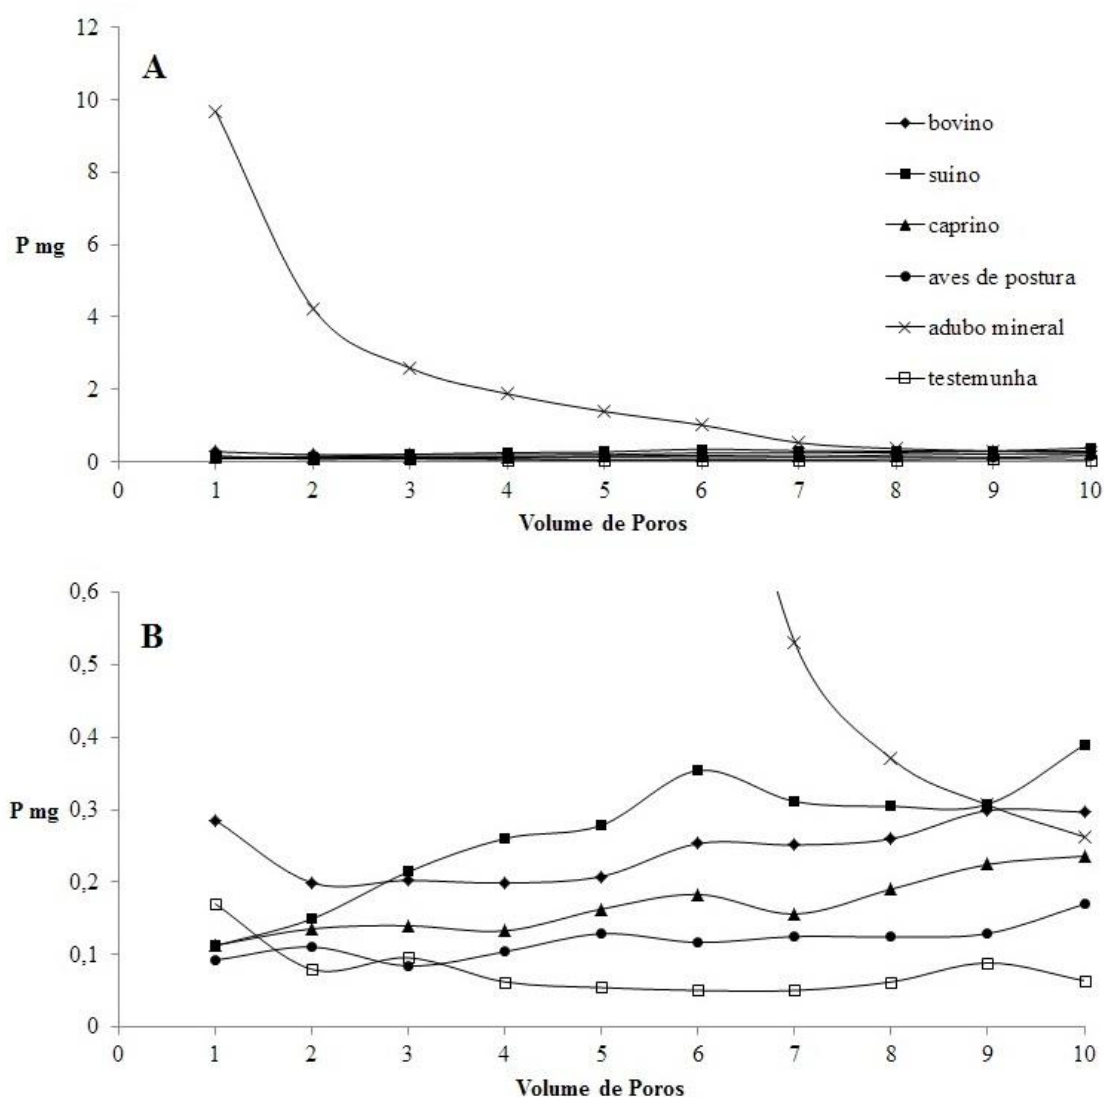 12
A
10
bovino
8
suino
caprino
P mg
6
aves de postura
4
adubo mineral
testemunha
2
0
0 1 2 3 4 5 6 7 8 9 10
Volume de Poros
0,6
B
0,5
0,4
P mg
0,3
0,2
0,1
0
0 1 2 3 4 5 6 7 8 9 10
Volume de Poros